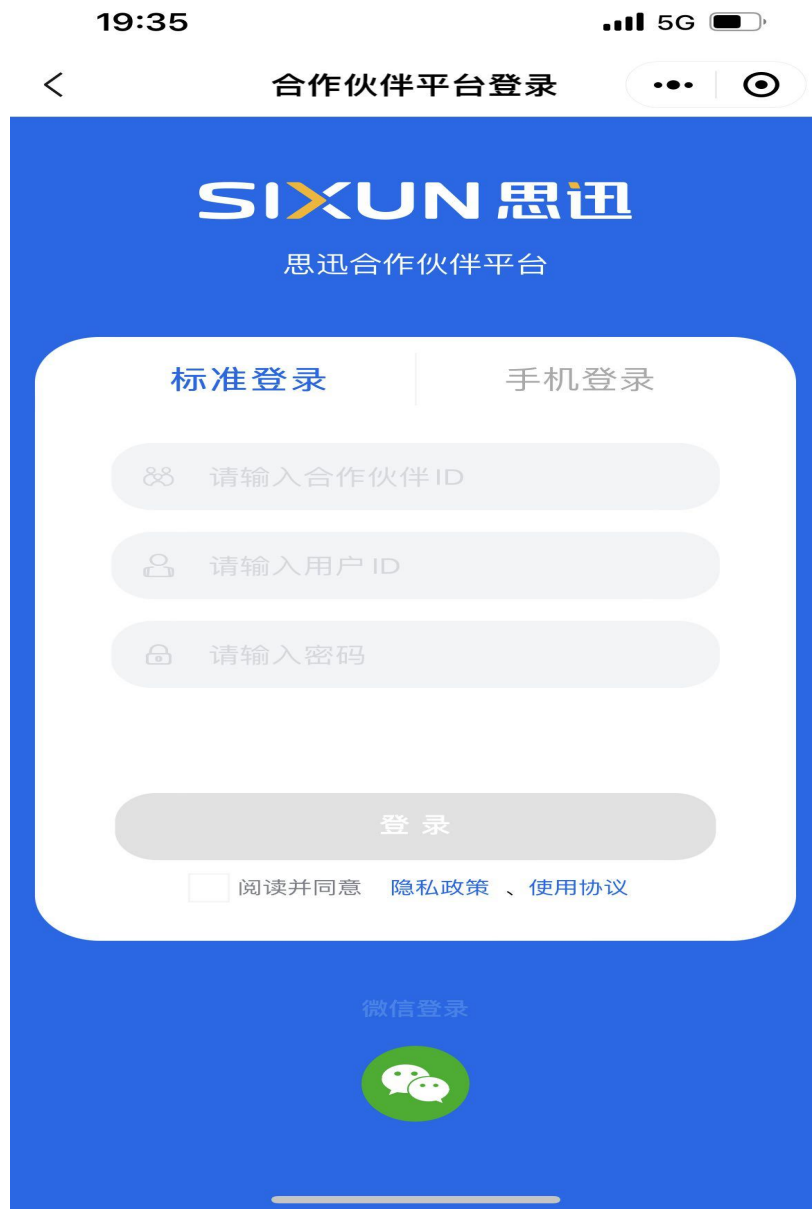 19:35 5G
合作伙伴平台登录
SIXUN 思迅
思迅合作伙伴平台
标准登录 手机登录
请输入合作伙伴ID
请输入用户ID
请输入密码
登 录
阅读并同意 隐私政策 、使用协议
微信登录